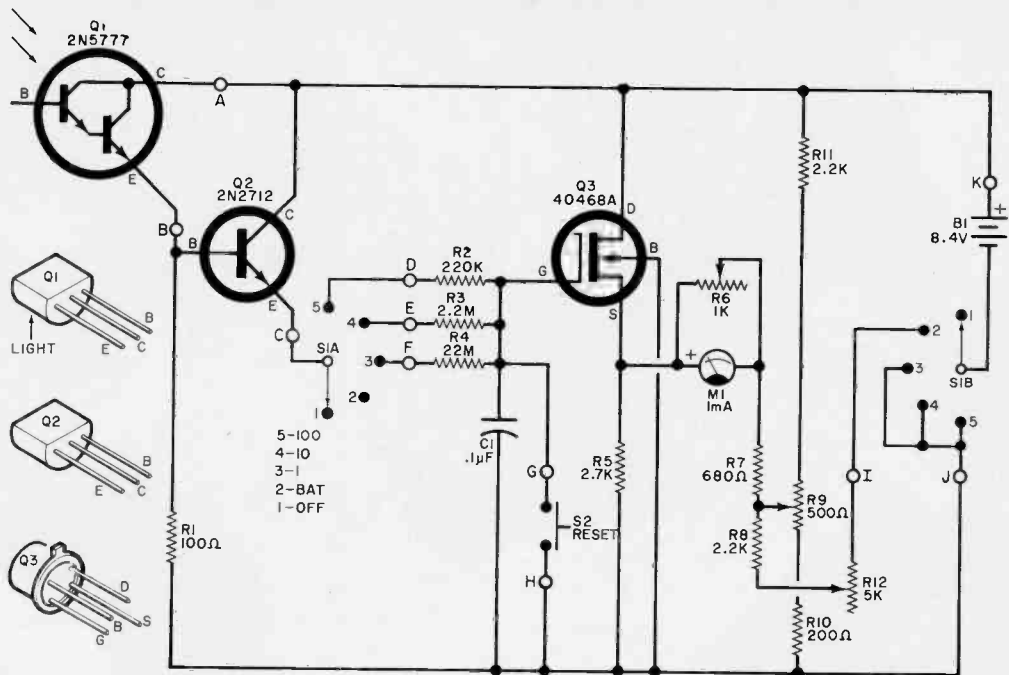 Q1
2N5777
C
A
B
E
Q2
2N2712
C
B
B
E
C
Q1
LIGHT
B
C
E
Q2
B
C
E
Q3
D
S
B
G
R1
100Ω
S1A
5
4
3
2
1
5-100
4-10
3-1
2-BAT
1-OFF
D
R2
220K
E
R3
2.2M
F
R4
22M
C1
.1µF
G
S2
RESET
H
Q3
40468A
D
B
G
S
R5
2.7K
R6
1K
+
M1
1mA
R7
680Ω
R8
2.2K
R11
2.2K
R9
500Ω
R10
200Ω
R12
5K
I
J
K
+
B1
8.4V
1
2
3
4
5
S1B